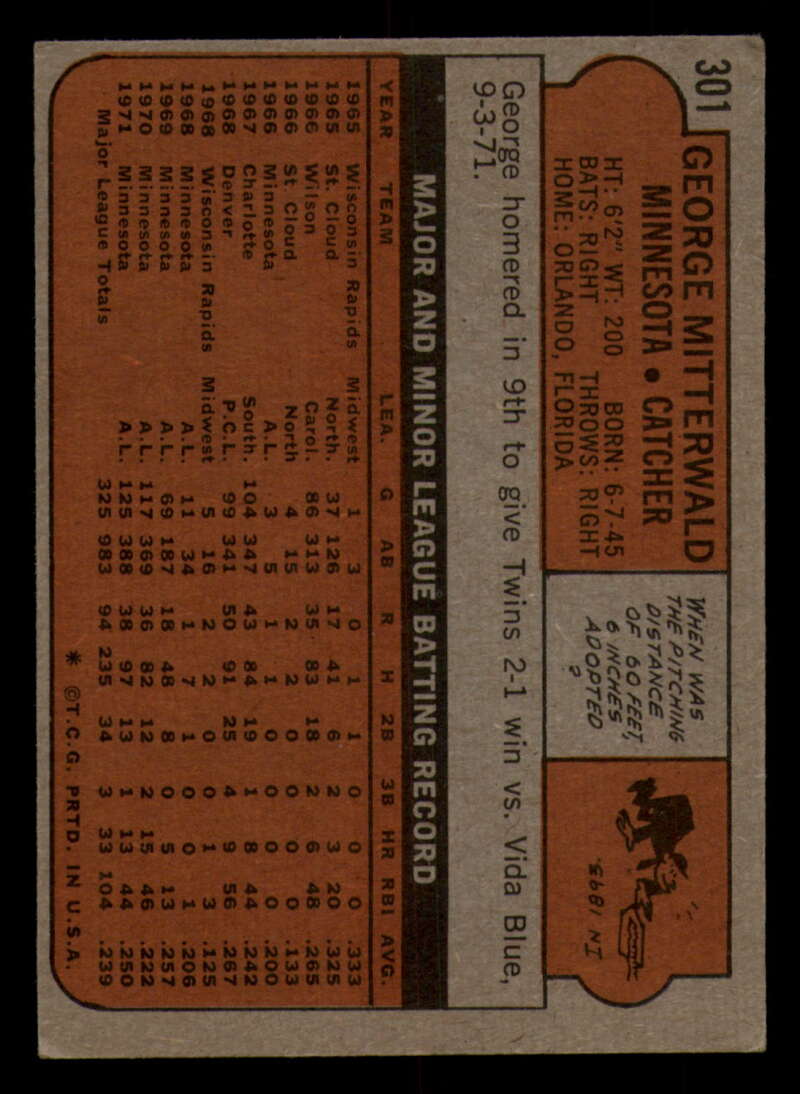 301
GEORGE MITTERWALD
MINNESOTA • CATCHER
HT: 6'2" WT: 200 BORN: 6-7-45
BATS: RIGHT THROWS: RIGHT
HOME: ORLANDO, FLORIDA
WHEN WAS
THE PITCHING
DISTANCE
OF 60 FEET,
6 INCHES
ADOPTED
?
IN 1893.
George homered in 9th to give Twins 2-1 win vs. Vida Blue,
9-3-71.
MAJOR AND MINOR LEAGUE BATTING RECORD
YEAR TEAM LEA. G AB R H 2B 3B HR RBI AVG.
1965 Wisconsin Rapids Midwest 1 3 0 1 1 0 0 0 .333
1965 St. Cloud North. 37 126 17 41 6 2 3 20 .325
1966 Wilson Carol. 86 313 35 83 18 2 6 48 .265
1966 St Cloud North 4 15 2 2 0 0 0 0 .133
1966 Minnesota A.L. 3 5 1 1 0 0 0 0 .200
1967 Charlotte South. 104 347 43 84 19 1 8 44 .242
1968 Denver P.C.L. 99 341 50 91 25 4 9 56 .267
1968 Wisconsin Rapids Midwest 5 16 2 2 0 0 1 3 .125
1968 Minnesota A.L. 11 34 1 7 1 0 0 1 .206
1969 Minnesota A.L. 69 187 18 48 8 0 5 13 .257
1970 Minnesota A.L. 117 369 36 82 12 2 15 46 .222
1971 Minnesota A.L. 125 388 38 97 13 1 13 44 .250
Major League Totals 325 983 94 235 34 3 33 104 .239
* ©T.C.G. PRTD. IN U.S.A.